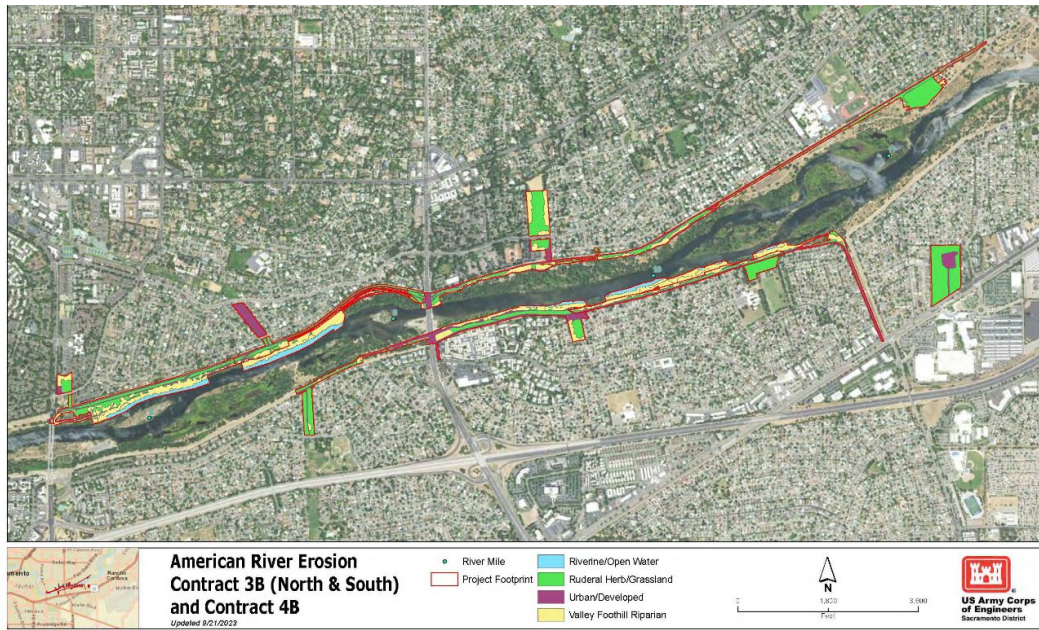 American River Erosion
Contract 3B (North & South)
and Contract 4B
Updated 9/21/2023
River Mile
Project Footprint
Riverine/Open Water
Ruderal Herb/Grassland
Urban/Developed
Valley Foothill Riparian
N
0 1,800 3,600
Feet
US Army Corps
of Engineers
Sacramento District
Rancho
Cordova